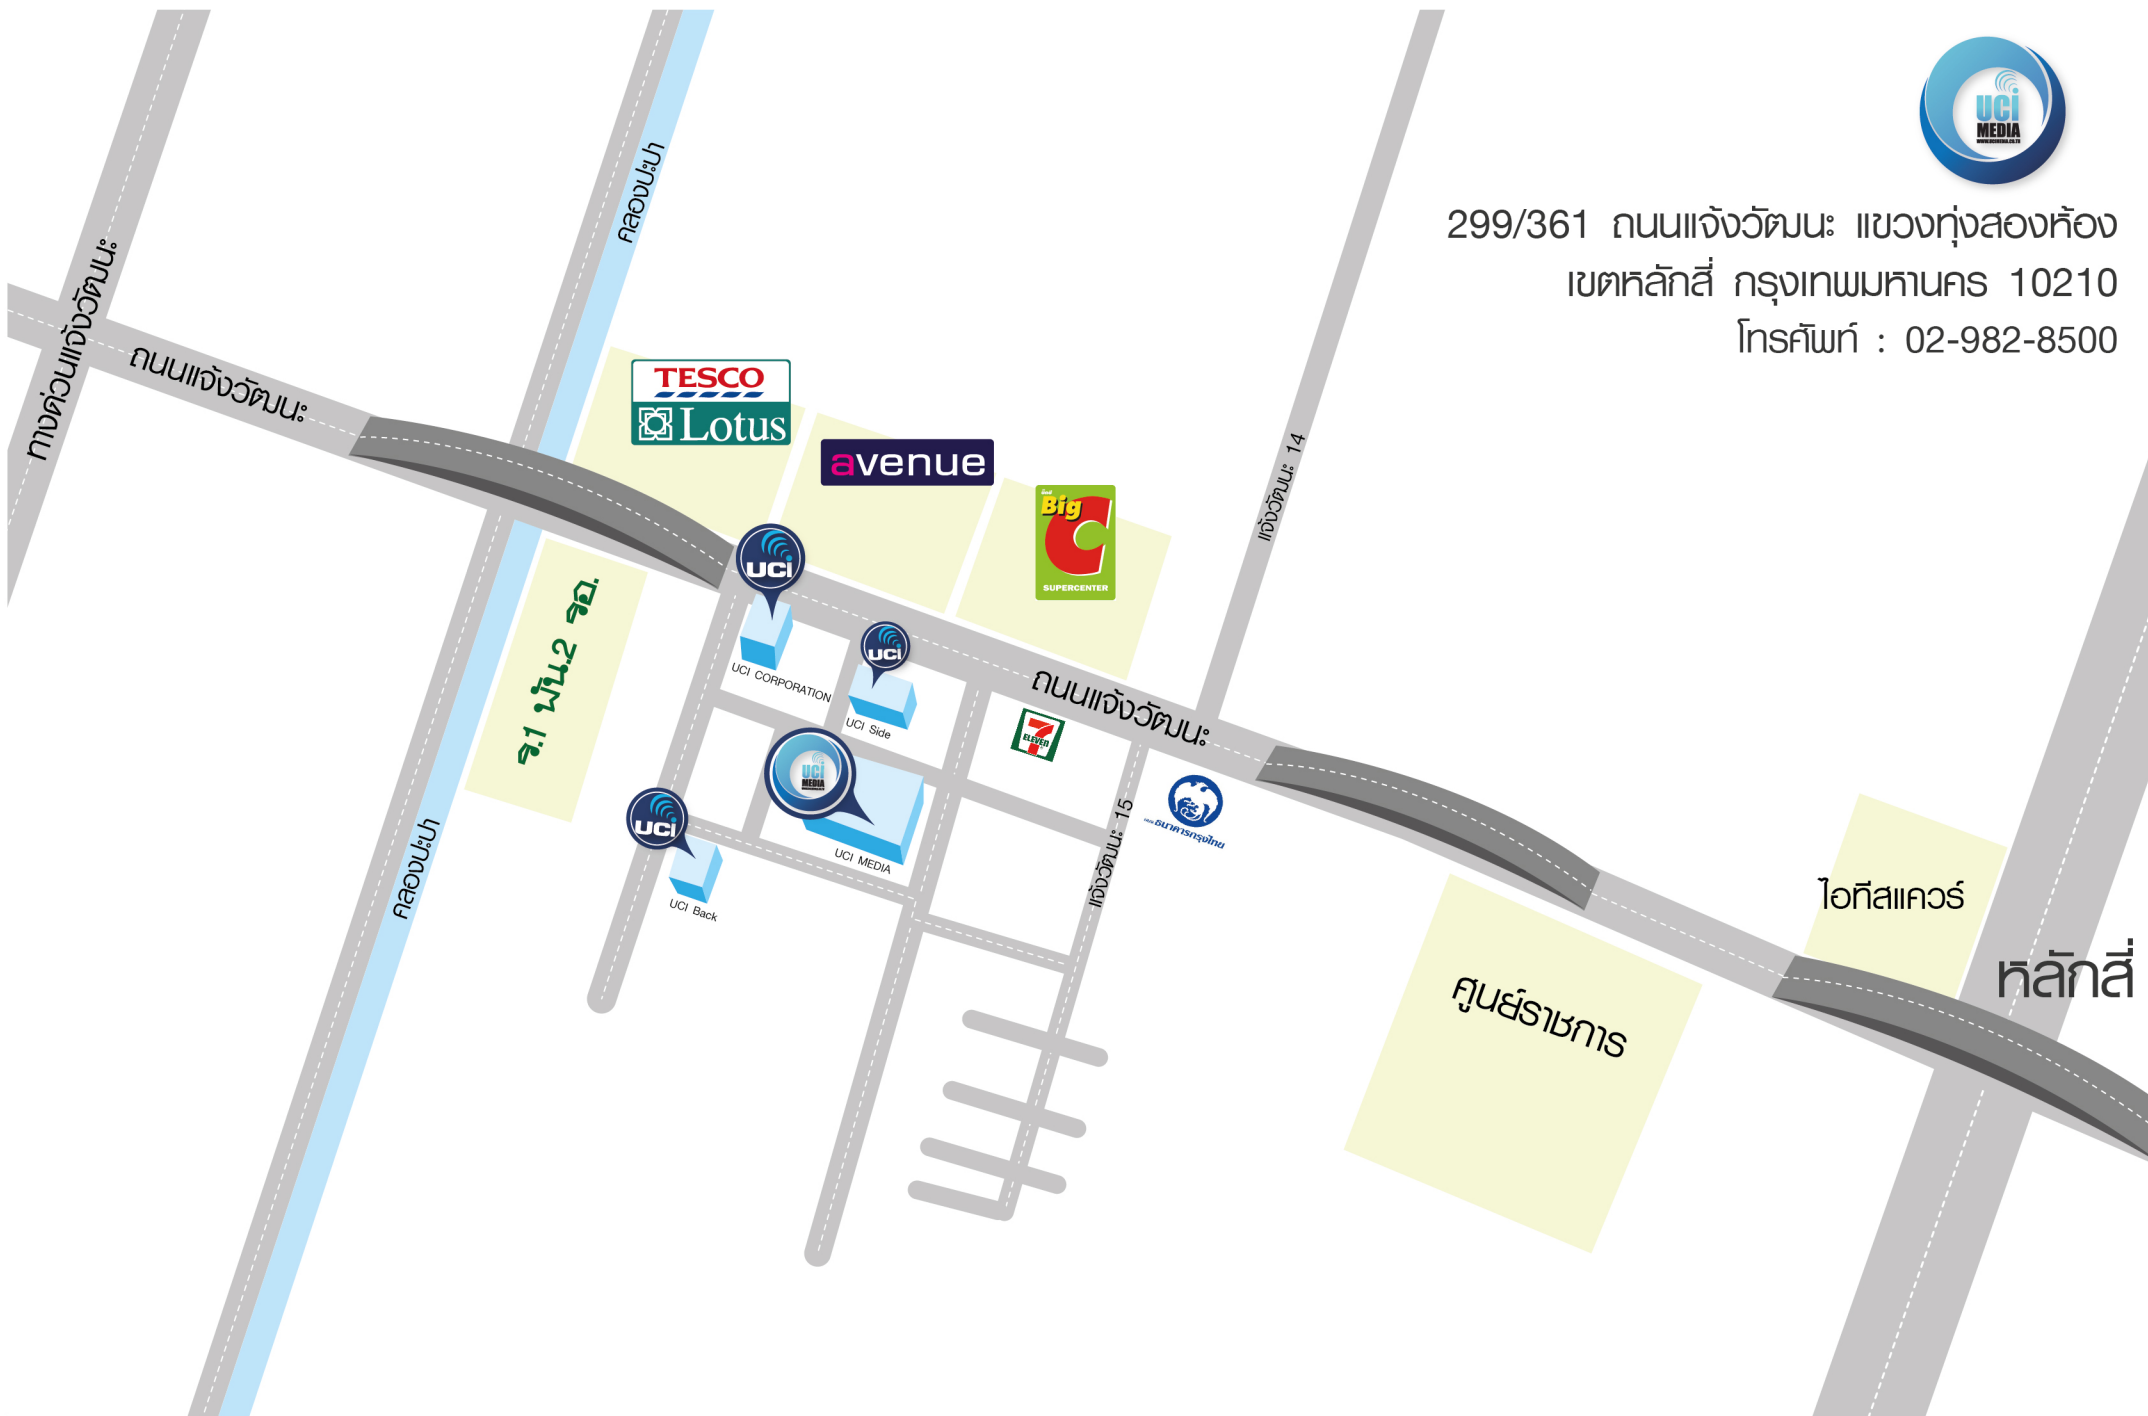 UCI
MEDIA
WWW.UCIMEDIA.CO.TH
299/361 ถนนแจ้งวัฒนะ แขวงทุ่งสองห้อง
เขตหลักสี่ กรุงเทพมหานคร 10210
โทรศัพท์ : 02-982-8500
ทางด่วนแจ้งวัฒนะ
ถนนแจ้งวัฒนะ
คลองประปา
TESCO
Lotus
avenue
บิ๊กซี
Big
C
SUPERCENTER
แจ้งวัฒนะ 14
ร.1 พัน.2 รอ.
UCI
UCI CORPORATION
UCI
UCI Side
ถนนแจ้งวัฒนะ
7
ELEVEN
UCI
MEDIA
UCI MEDIA
UCI
UCI Back
คลองประปา
แจ้งวัฒนะ 15
ธนาคารกรุงไทย
ศูนย์ราชการ
ไอทีสแควร์
หลักสี่